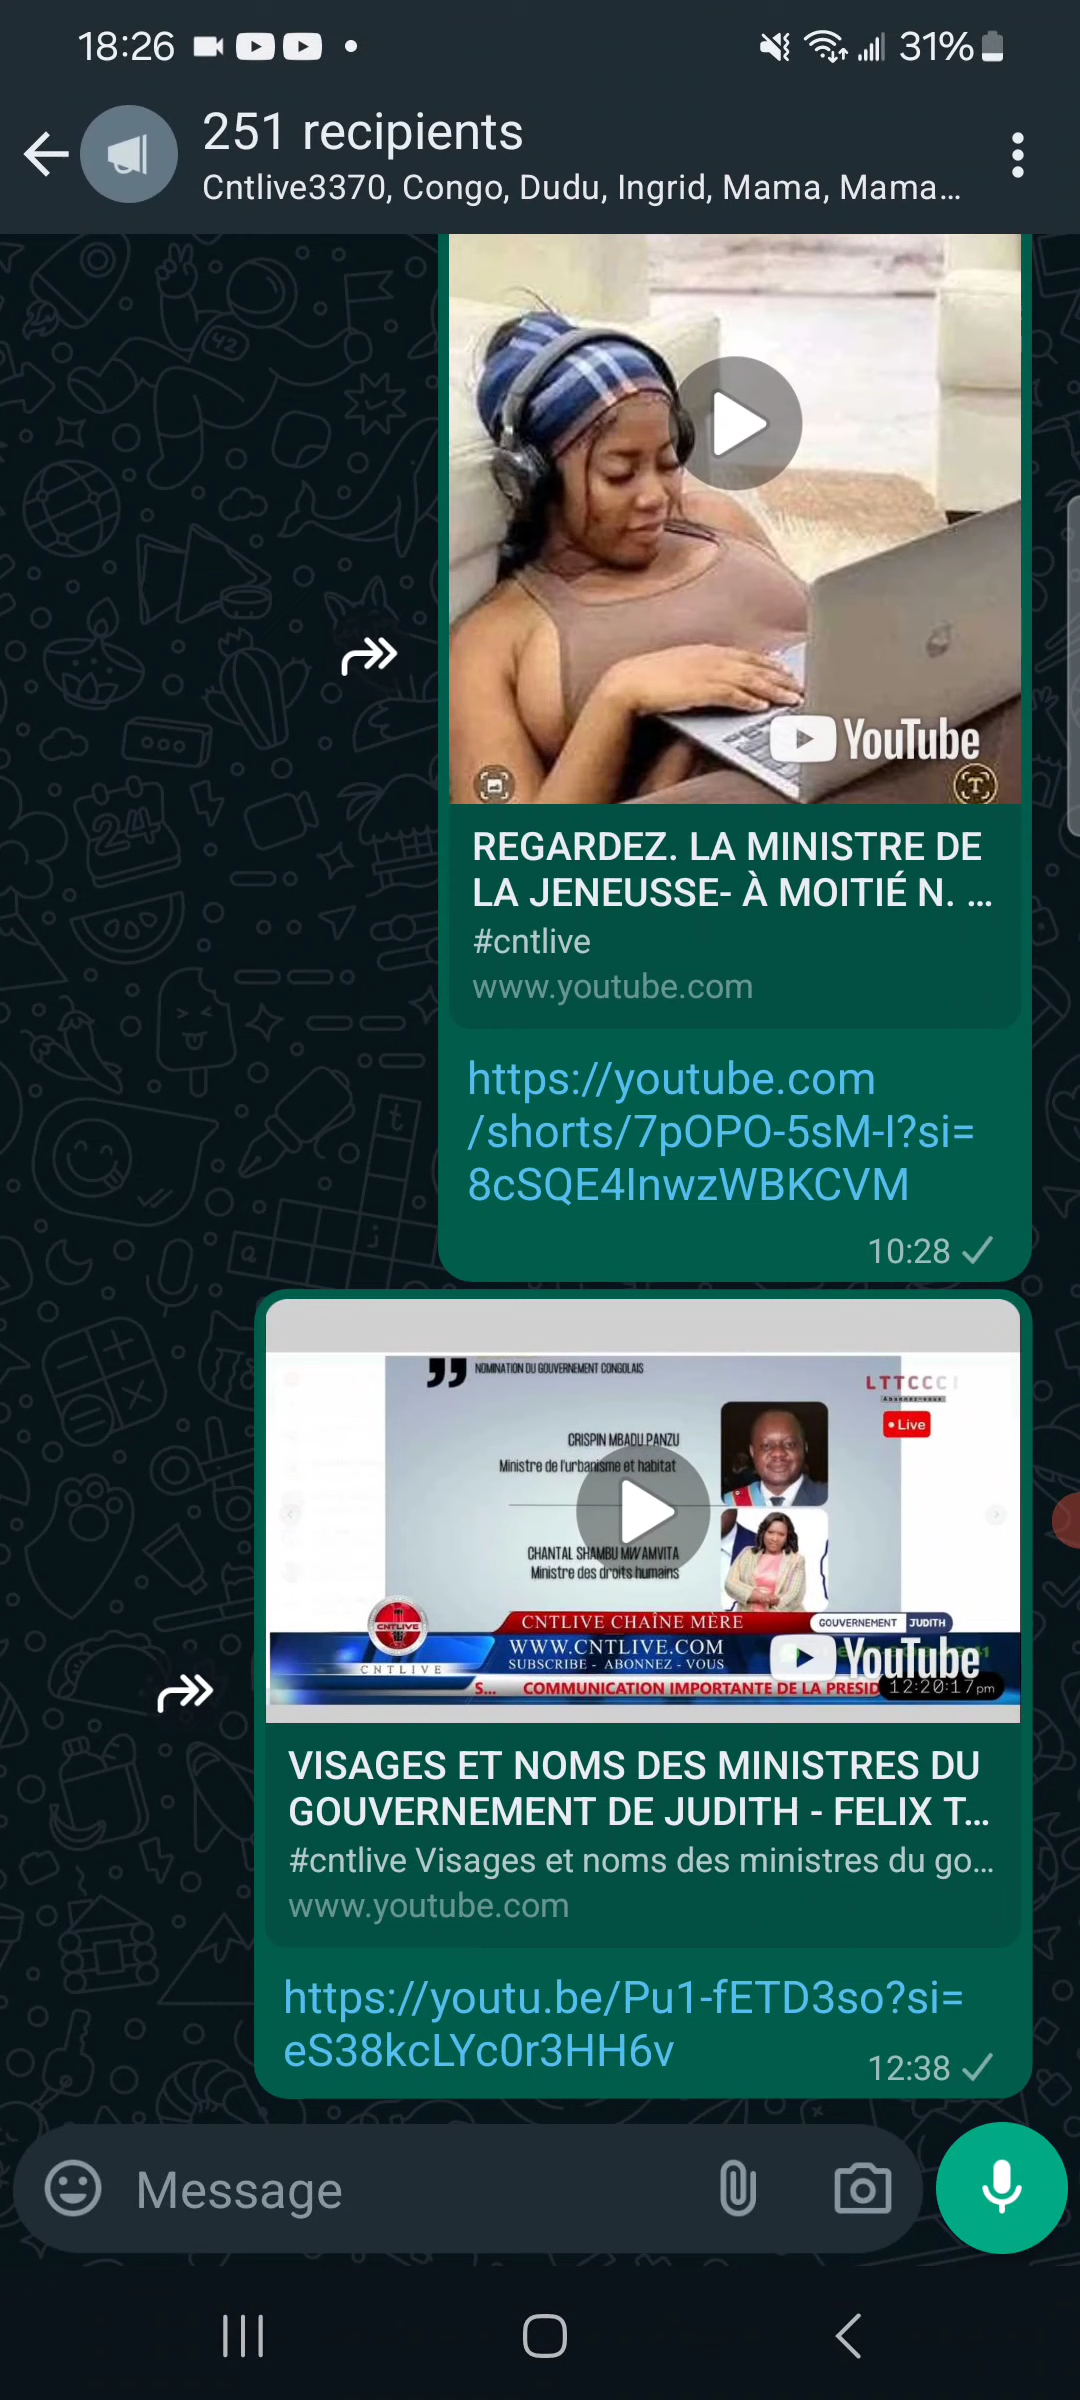 18:26
31%
251 recipients
Cntlive3370, Congo, Dudu, Ingrid, Mama, Mama...
YouTube
REGARDEZ. LA MINISTRE DE
LA JENEUSSE- À MOITIÉ N. ...
#cntlive
www.youtube.com
https://youtube.com
/shorts/7pOPO-5sM-I?si=
8cSQE4InwzWBKCVM
10:28
NOMINATION DU GOUVERNEMENT CONGOLAIS
LTTCCC
Abonnez-vous
Live
CRISPIN MBADU PANZU
Ministre de l'urbanisme et habitat
CHANTAL SHAMBU MWAMVITA
Ministre des droits humains
CNTLIVE CHAÎNE MÈRE
GOUVERNEMENT JUDITH
CNTLIVE
WWW.CNTLIVE.COM
SUBSCRIBE - ABONNEZ - VOUS
YouTube
CNTLIVE
S... COMMUNICATION IMPORTANTE DE LA PRESID
12:20:17pm
VISAGES ET NOMS DES MINISTRES DU
GOUVERNEMENT DE JUDITH - FELIX T...
#cntlive Visages et noms des ministres du go...
www.youtube.com
https://youtu.be/Pu1-fETD3so?si=
eS38kcLYc0r3HH6v
12:38
Message